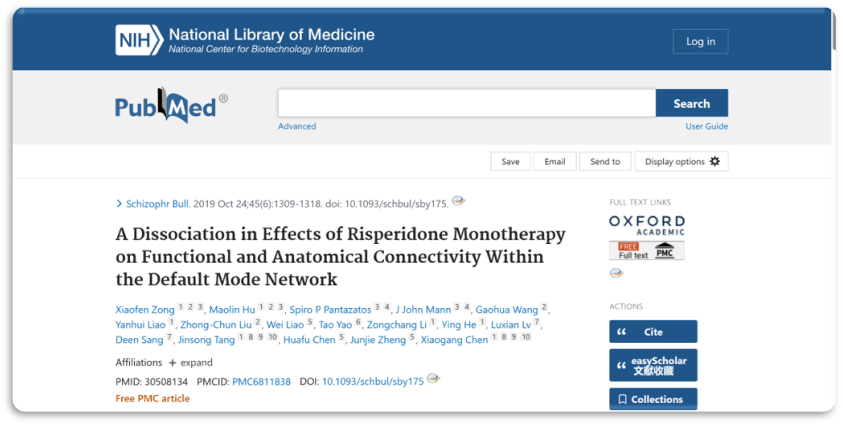 NIH National Library of Medicine
National Center for Biotechnology Information
Log in
PubMed®
Search
Advanced
User Guide
Save
Email
Send to
Display options
Schizophr Bull. 2019 Oct 24;45(6):1309-1318. doi: 10.1093/schbul/sby175.
A Dissociation in Effects of Risperidone Monotherapy
on Functional and Anatomical Connectivity Within
the Default Mode Network
Xiaofen Zong 1 2 3, Maolin Hu 1 2 3, Spiro P Pantazatos 3 4, J John Mann 3 4, Gaohua Wang 2,
Yanhui Liao 1, Zhong-Chun Liu 2, Wei Liao 5, Tao Yao 6, Zongchang Li 1, Ying He 1, Luxian Lv 7,
Deen Sang 7, Jinsong Tang 1 8 9 10, Huafu Chen 5, Junjie Zheng 5, Xiaogang Chen 1 8 9 10
Affiliations + expand
PMID: 30508134 PMCID: PMC6811838 DOI: 10.1093/schbul/sby175
Free PMC article
FULL TEXT LINKS
OXFORD
ACADEMIC
FREE
Full text PMC
ACTIONS
Cite
easyScholar
文献收藏
Collections